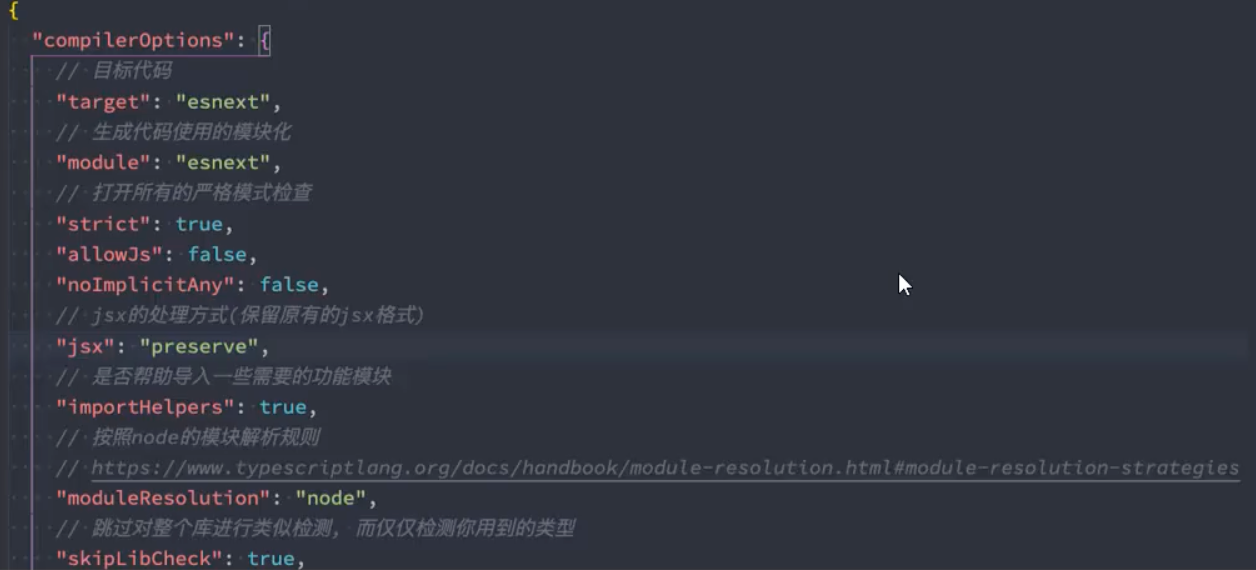 {
"compilerOptions": {
// 目标代码
"target": "esnext",
// 生成代码使用的模块化
"module": "esnext",
// 打开所有的严格模式检查
"strict": true,
"allowJs": false,
"noImplicitAny": false,
// jsx的处理方式(保留原有的jsx格式)
"jsx": "preserve",
// 是否帮助导入一些需要的功能模块
"importHelpers": true,
// 按照node的模块解析规则
// https://www.typescriptlang.org/docs/handbook/module-resolution.html#module-resolution-strategies
"moduleResolution": "node",
// 跳过对整个库进行类似检测, 而仅仅检测你用到的类型
"skipLibCheck": true,